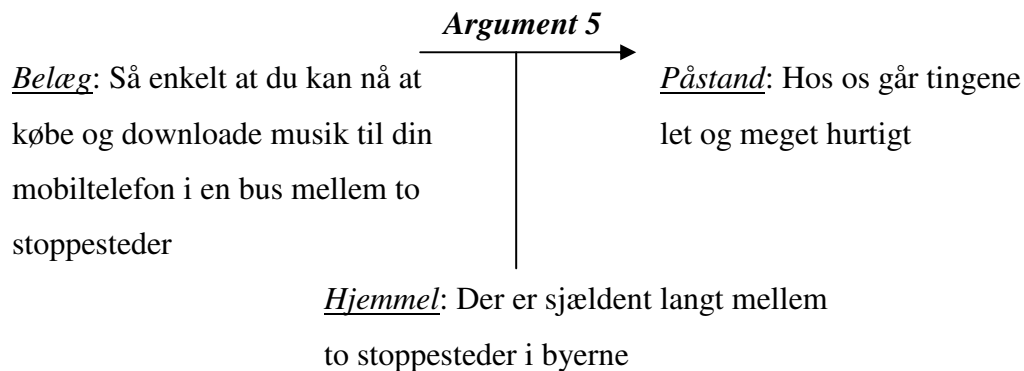 Argument 5
Belæg: Så enkelt at du kan nå at
købe og downloade musik til din
mobiltelefon i en bus mellem to
stoppesteder
Påstand: Hos os går tingene
let og meget hurtigt
Hjemmel: Der er sjældent langt mellem
to stoppesteder i byerne